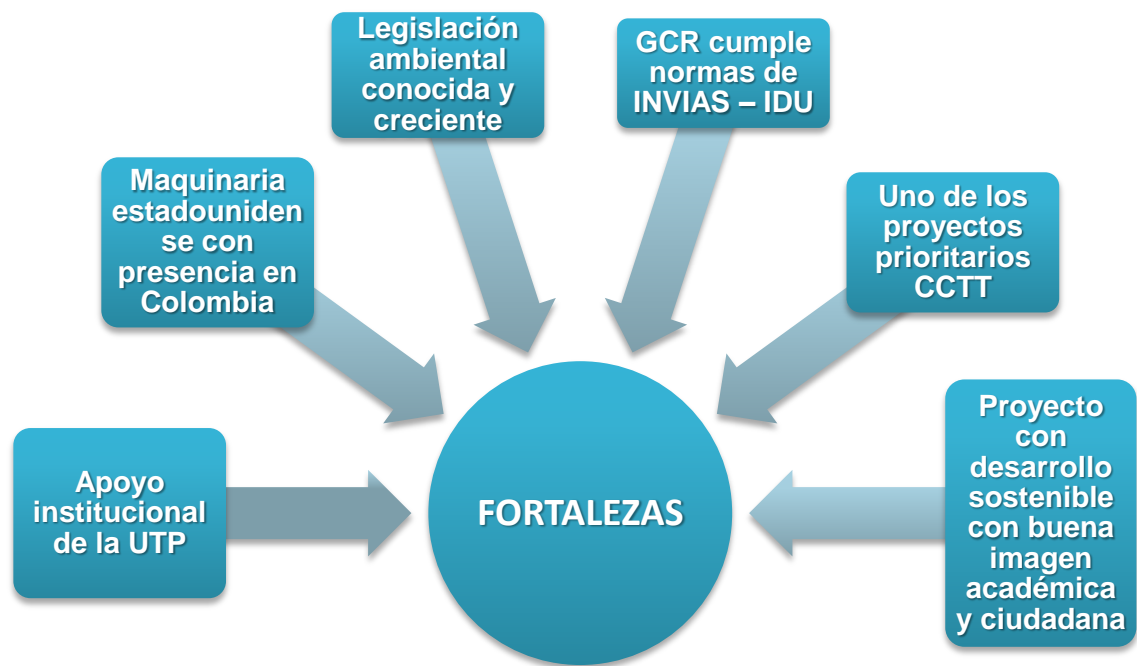 Legislación
ambiental
conocida y
creciente
GCR cumple
normas de
INVIAS – IDU
Maquinaria
estadouniden
se con
presencia en
Colombia
Uno de los
proyectos
prioritarios
CCTT
Apoyo
institucional
de la UTP
FORTALEZAS
Proyecto
con
desarrollo
sostenible
con buena
imagen
académica
y ciudadana